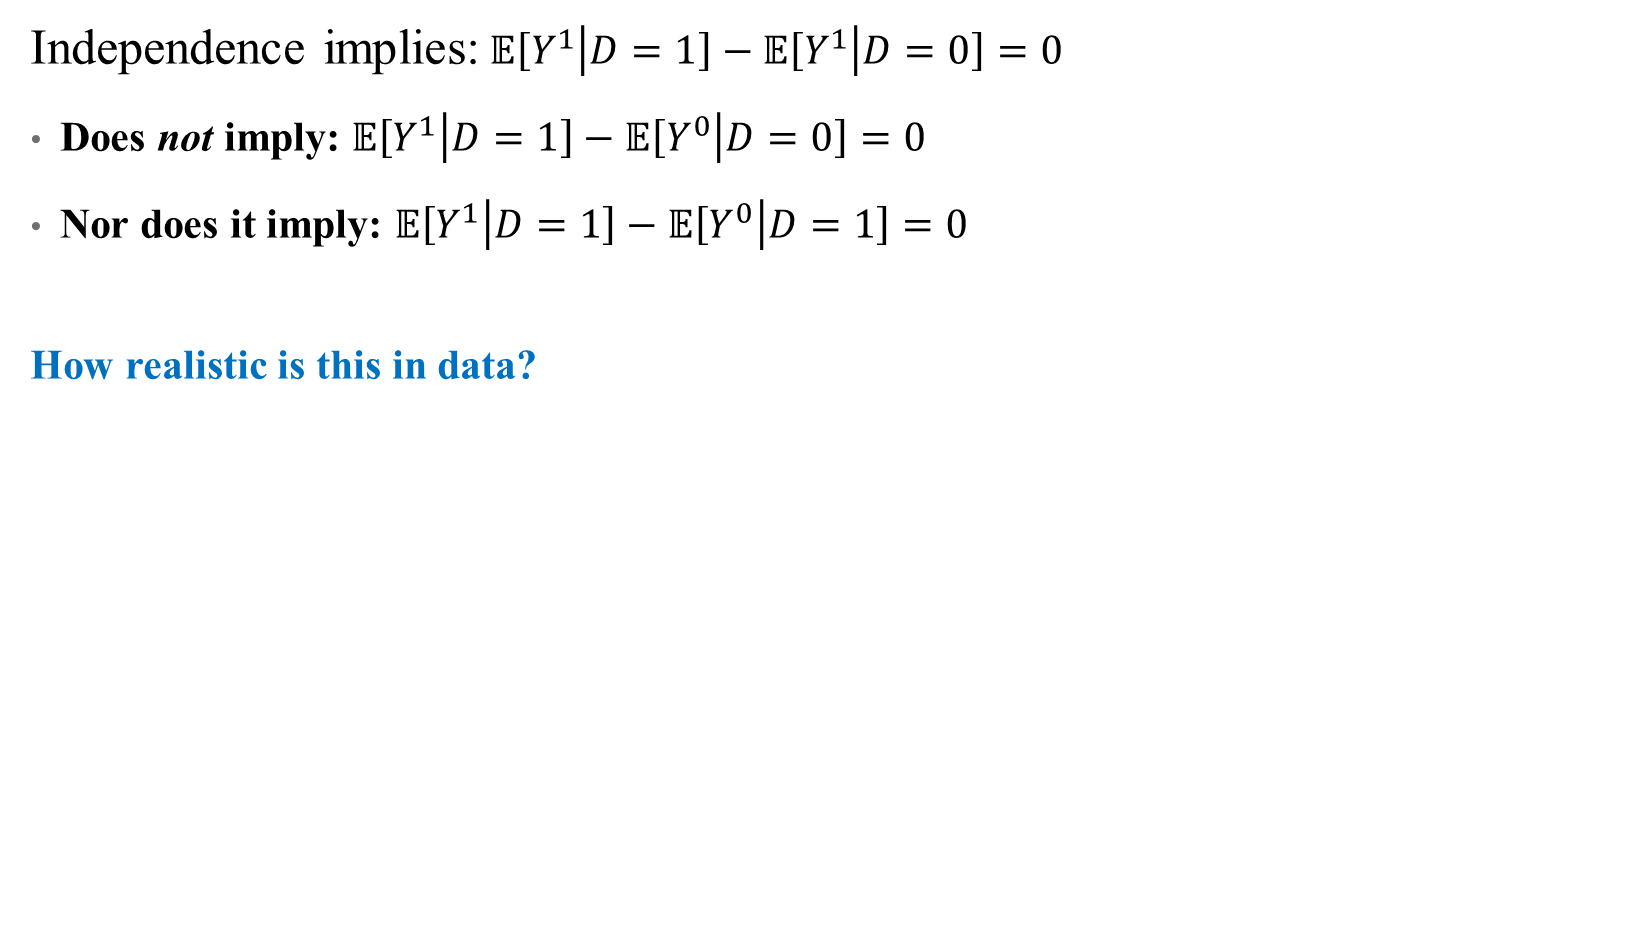 Independence implies: 𝔼[𝑌¹|𝐷 = 1] − 𝔼[𝑌¹|𝐷 = 0] = 0
• Does not imply: 𝔼[𝑌¹|𝐷 = 1] − 𝔼[𝑌⁰|𝐷 = 0] = 0
• Nor does it imply: 𝔼[𝑌¹|𝐷 = 1] − 𝔼[𝑌⁰|𝐷 = 1] = 0
How realistic is this in data?